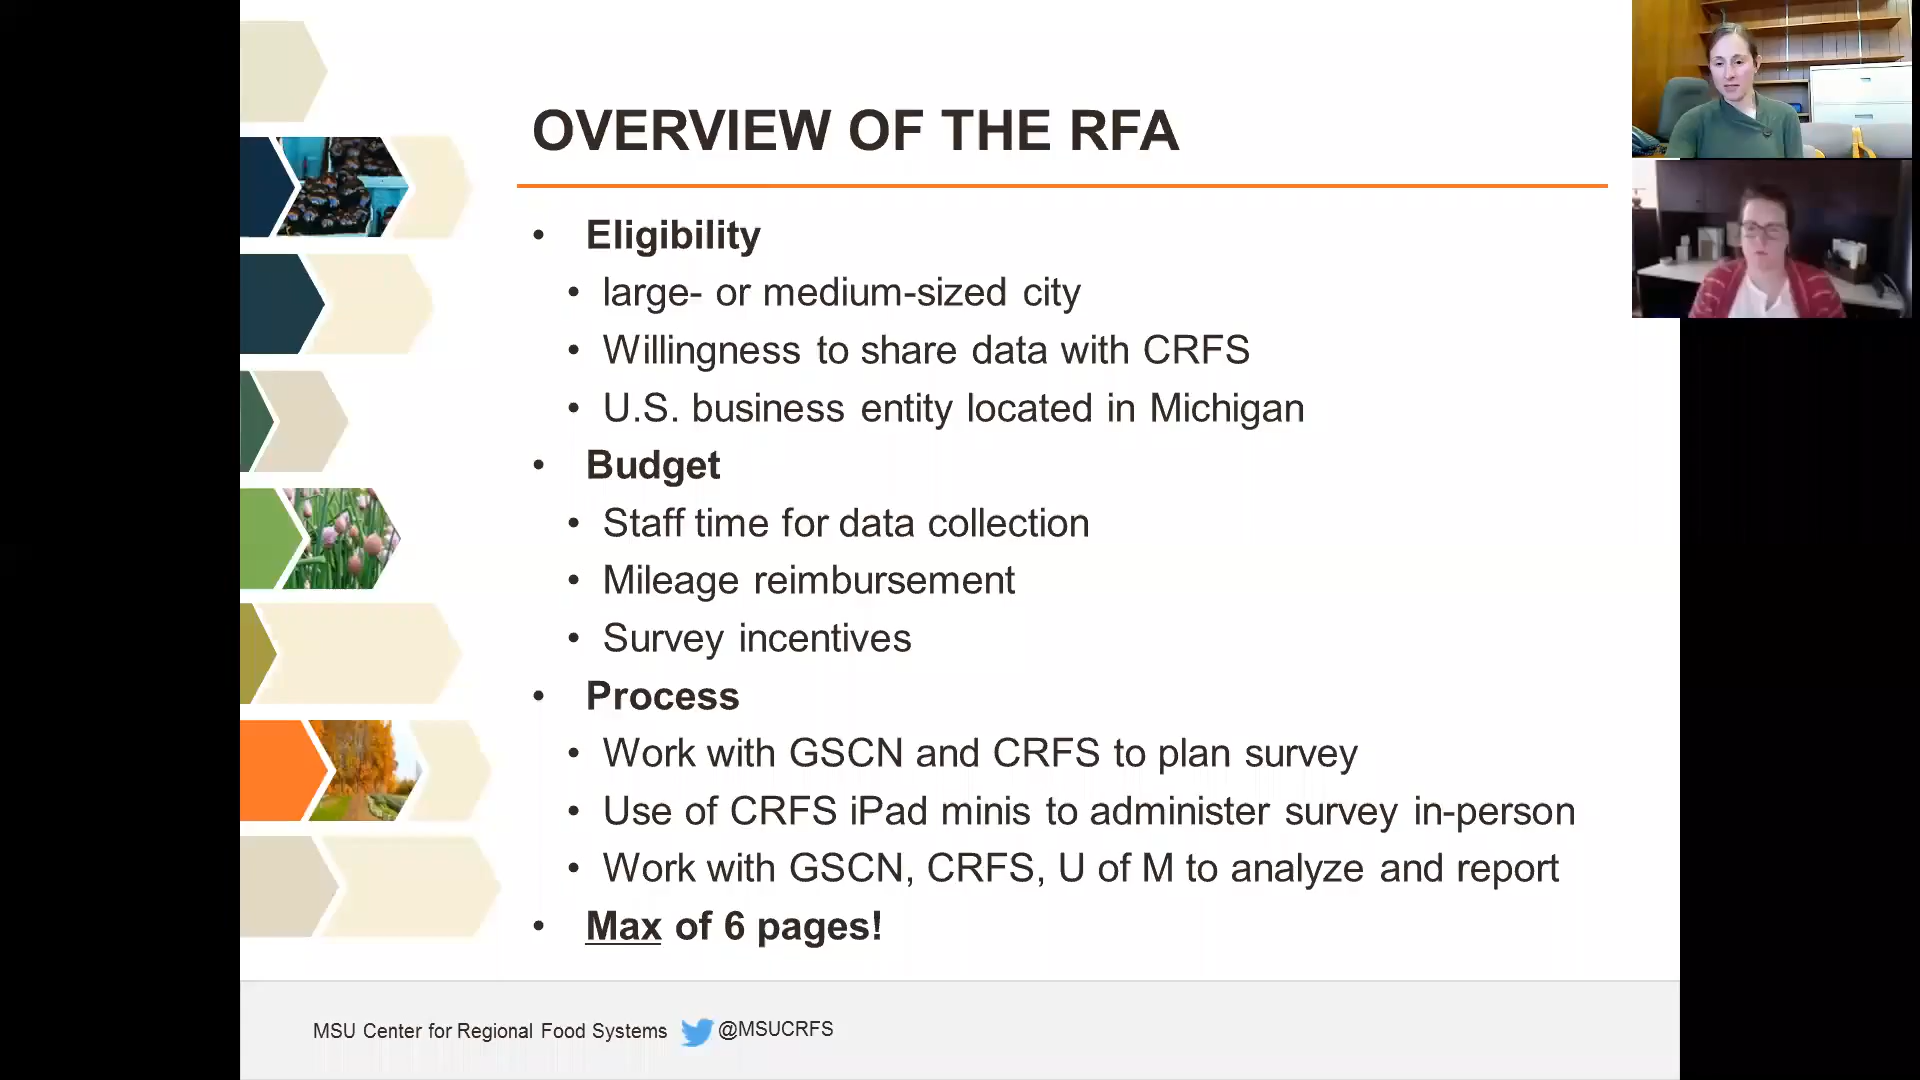 OVERVIEW OF THE RFA
• Eligibility
• large- or medium-sized city
• Willingness to share data with CRFS
• U.S. business entity located in Michigan
• Budget
• Staff time for data collection
• Mileage reimbursement
• Survey incentives
• Process
• Work with GSCN and CRFS to plan survey
• Use of CRFS iPad minis to administer survey in-person
• Work with GSCN, CRFS, U of M to analyze and report
• Max of 6 pages!
MSU Center for Regional Food Systems @MSUCRFS